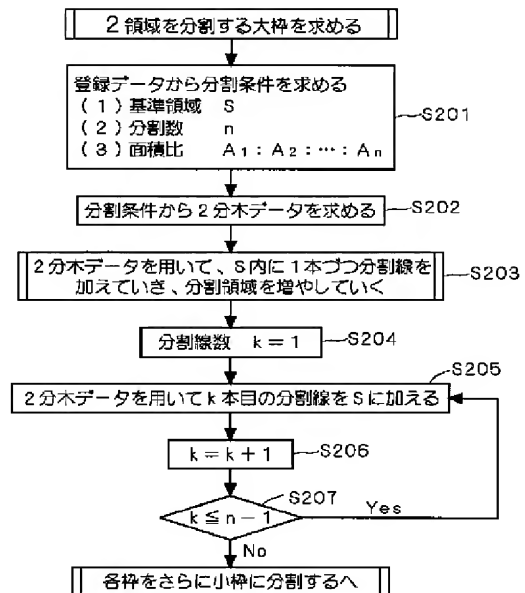 2領域を分割する大枠を求める
登録データから分割条件を求める
(1)基準領域 S
(2)分割数 n
(3)面積比 A1:A2:…:An
S201
分割条件から2分木データを求める
S202
2分木データを用いて、S内に1本づつ分割線を
加えていき、分割領域を増やしていく
S203
分割線数 k=1
S204
S205
2分木データを用いてk本目の分割線をSに加える
k=k+1
S206
S207
k≦n-1
Yes
No
各枠をさらに小枠に分割するへ